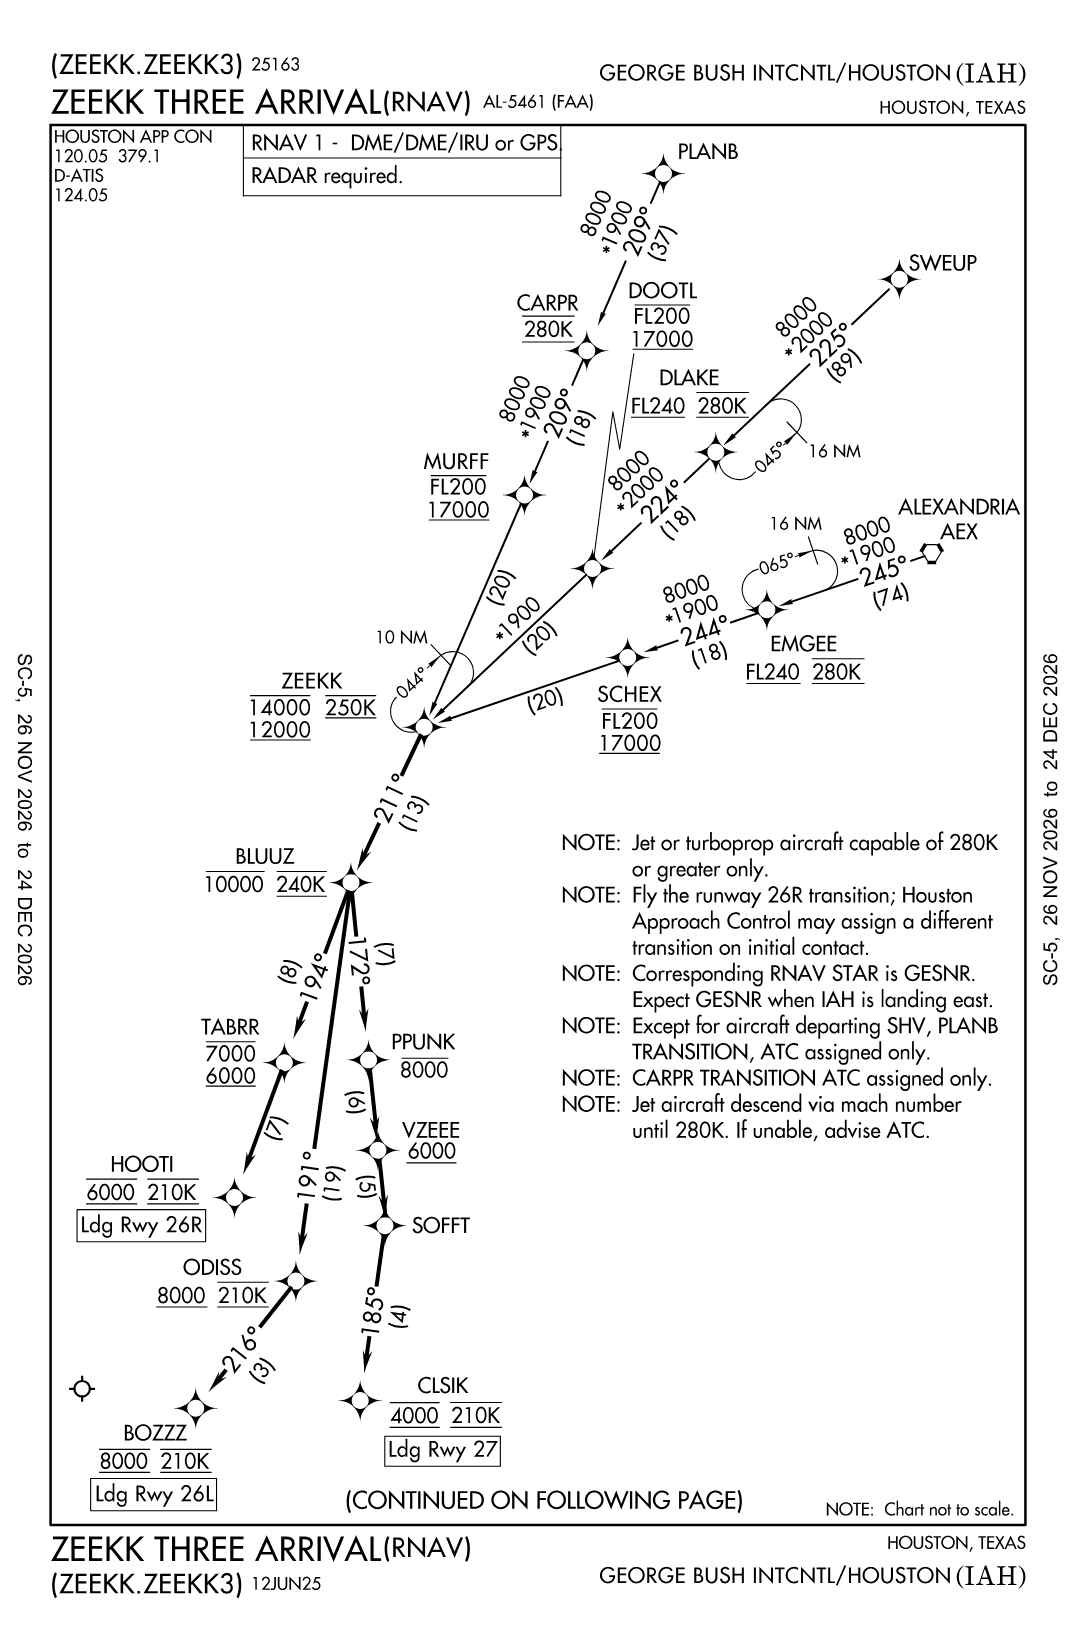 (ZEEKK.ZEEKK3) 25163
ZEEKK THREE ARRIVAL(RNAV) AL-5461 (FAA)
GEORGE BUSH INTCNTL/HOUSTON (IAH)
HOUSTON, TEXAS
HOUSTON APP CON
120.05 379.1
D-ATIS
124.05
RNAV 1 - DME/DME/IRU or GPS.
RADAR required.
PLANB
8000
*1900
209°
(37)
SWEUP
8000
*2000
225°
(89)
CARPR
280K
DOOTL
FL200
17000
DLAKE
FL240 280K
045°
16 NM
8000
*1900
209°
(18)
MURFF
FL200
17000
8000
*2000
224°
(18)
ALEXANDRIA
AEX
16 NM
065°
8000
*1900
245°
(74)
EMGEE
FL240 280K
8000
*1900
244°
(18)
(20)
*1900
(20)
10 NM
044°
SCHEX
FL200
17000
(20)
ZEEKK
14000 250K
12000
211°
(13)
BLUUZ
10000 240K
NOTE: Jet or turboprop aircraft capable of 280K
or greater only.
NOTE: Fly the runway 26R transition; Houston
Approach Control may assign a different
transition on initial contact.
NOTE: Corresponding RNAV STAR is GESNR.
Expect GESNR when IAH is landing east.
NOTE: Except for aircraft departing SHV, PLANB
TRANSITION, ATC assigned only.
NOTE: CARPR TRANSITION ATC assigned only.
NOTE: Jet aircraft descend via mach number
until 280K. If unable, advise ATC.
(8)
194°
172°
(7)
TABRR
7000
6000
PPUNK
8000
(7)
(6)
VZEEE
6000
HOOTI
6000 210K
Ldg Rwy 26R
191°
(19)
(5)
SOFFT
ODISS
8000 210K
216°
(3)
185°
(4)
BOZZZ
8000 210K
Ldg Rwy 26L
CLSIK
4000 210K
Ldg Rwy 27
(CONTINUED ON FOLLOWING PAGE)
NOTE: Chart not to scale.
SC-5, 26 NOV 2026 to 24 DEC 2026
SC-5, 26 NOV 2026 to 24 DEC 2026
ZEEKK THREE ARRIVAL(RNAV)
(ZEEKK.ZEEKK3) 12JUN25
HOUSTON, TEXAS
GEORGE BUSH INTCNTL/HOUSTON (IAH)